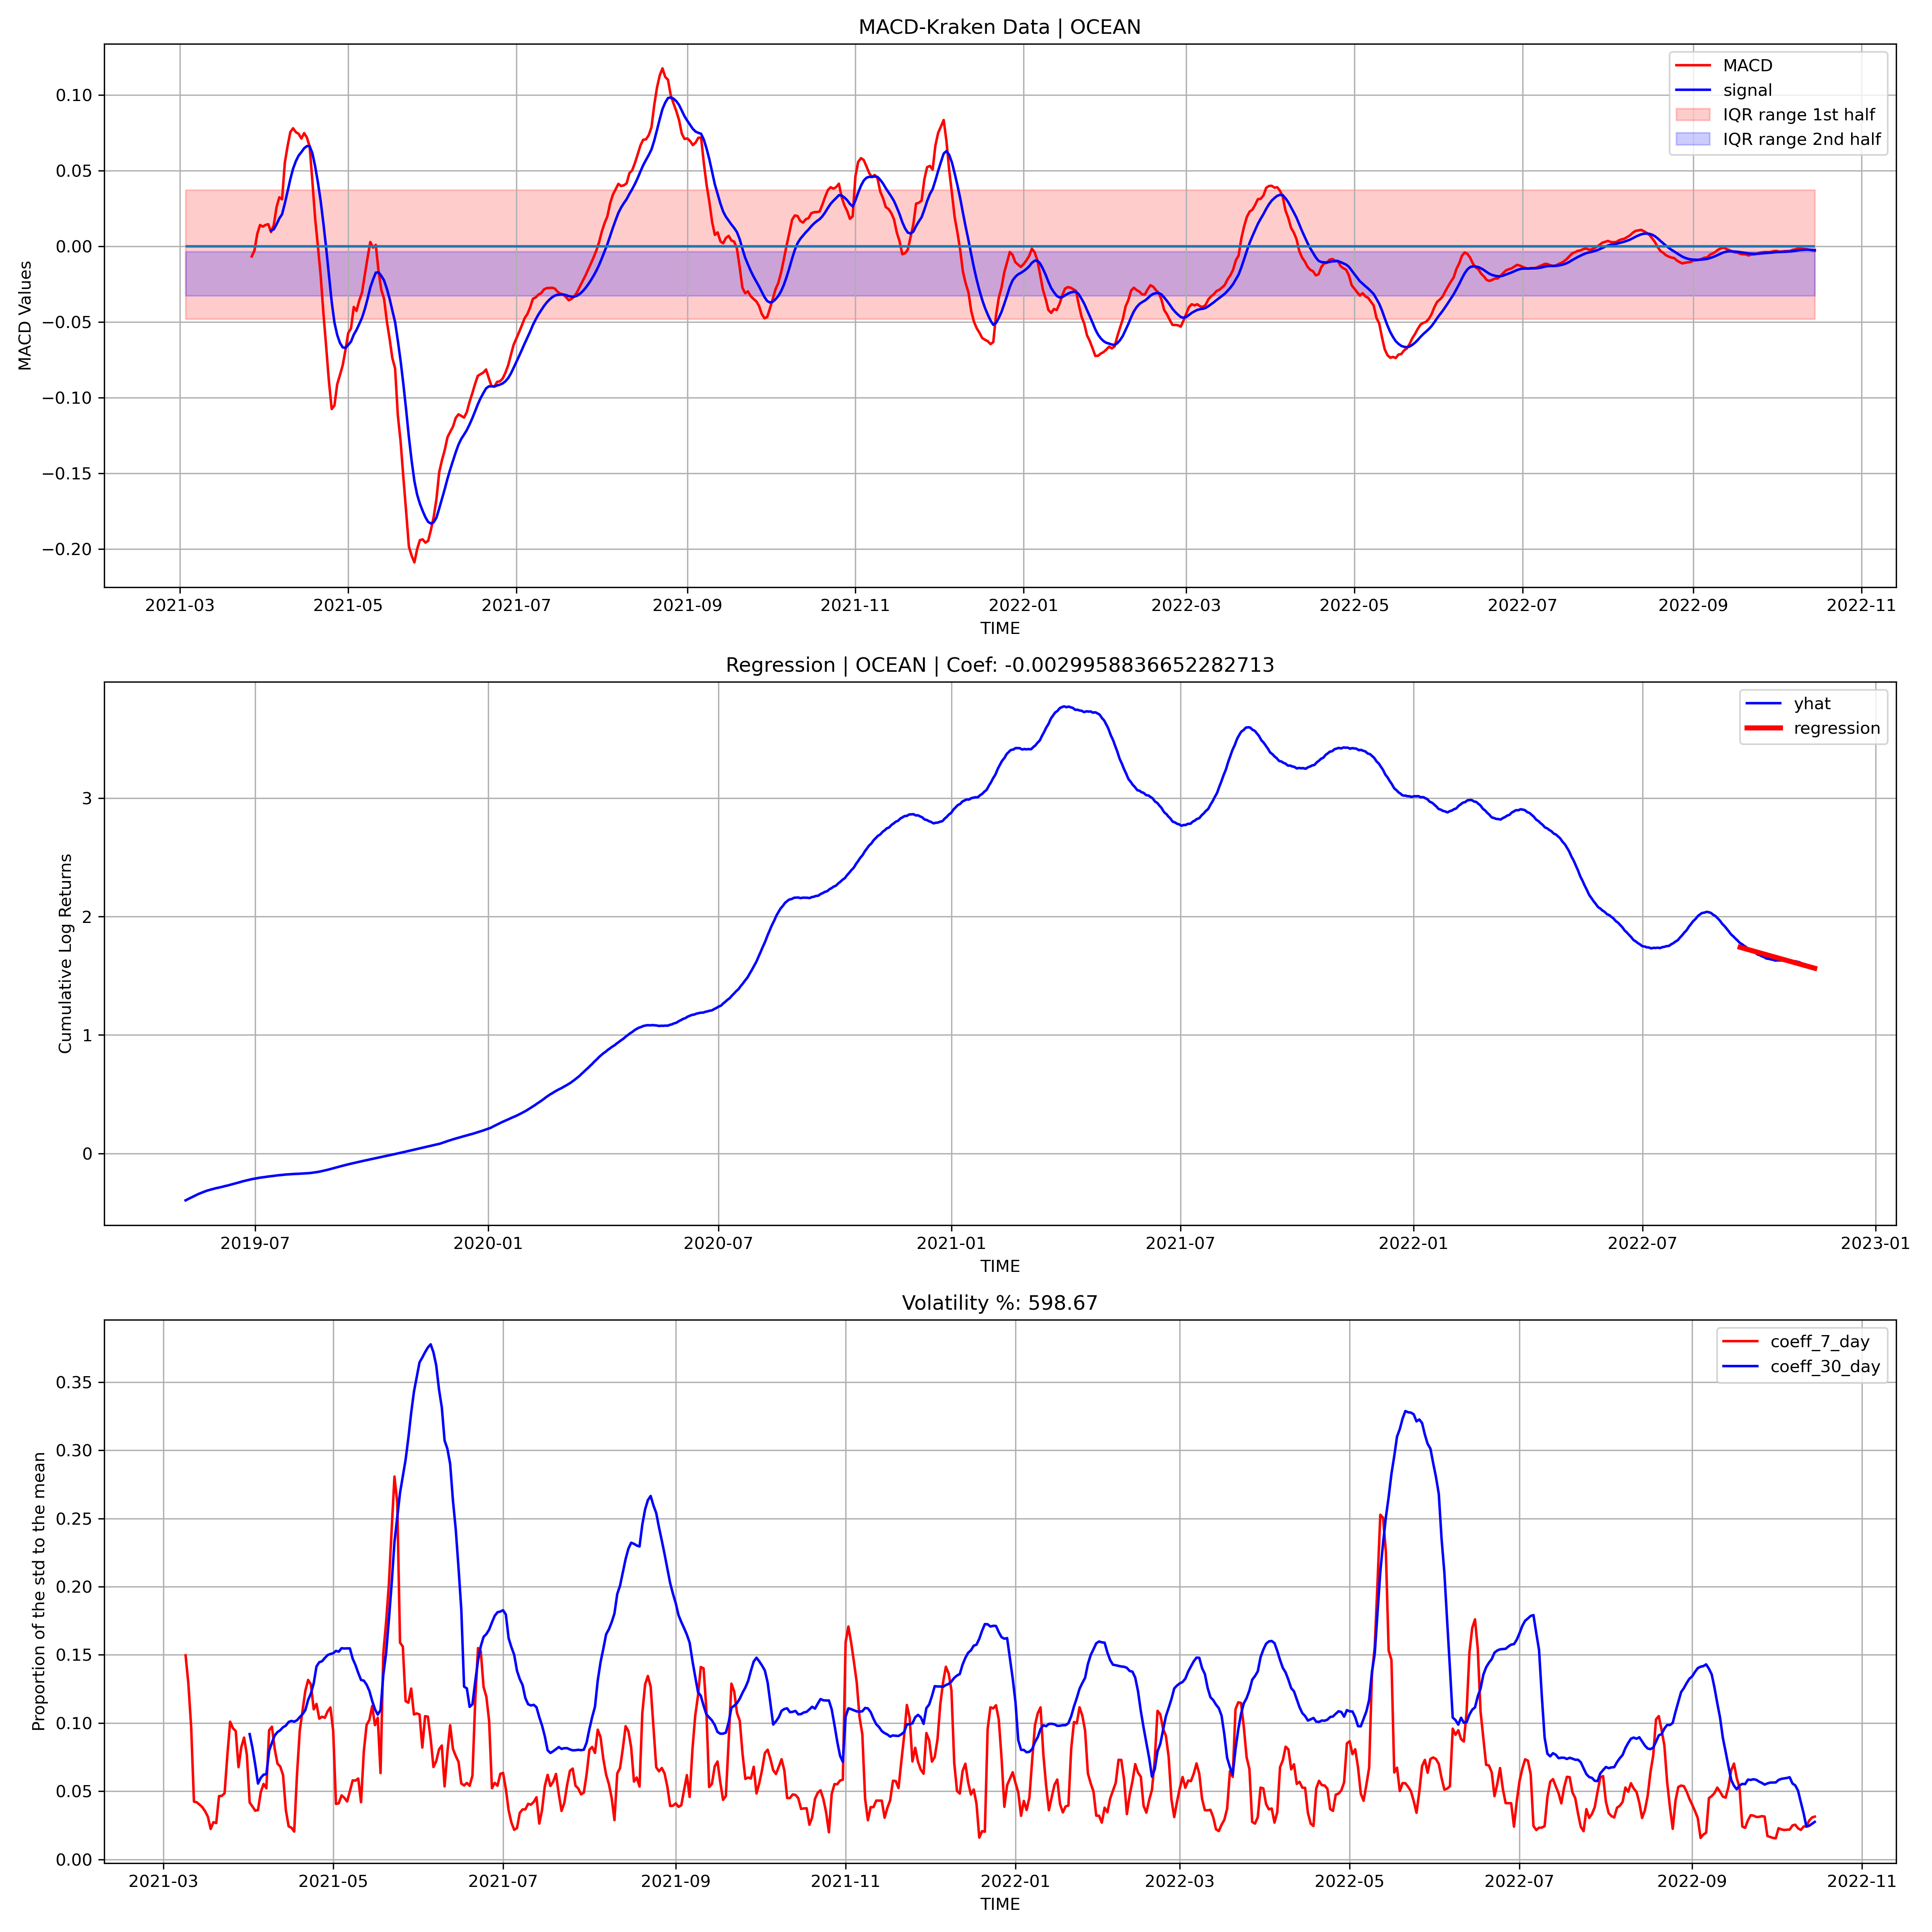 MACD-Kraken Data | OCEAN
MACD Values
0.10
0.05
0.00
−0.05
−0.10
−0.15
−0.20
MACD
signal
IQR range 1st half
IQR range 2nd half
2021-03 2021-05 2021-07 2021-09 2021-11 2022-01 2022-03 2022-05 2022-07 2022-09 2022-11
TIME
Regression | OCEAN | Coef: -0.0029958836652282713
Cumulative Log Returns
3
2
1
0
yhat
regression
2019-07 2020-01 2020-07 2021-01 2021-07 2022-01 2022-07 2023-01
TIME
Volatility %: 598.67
Proportion of the std to the mean
0.35
0.30
0.25
0.20
0.15
0.10
0.05
0.00
coeff_7_day
coeff_30_day
2021-03 2021-05 2021-07 2021-09 2021-11 2022-01 2022-03 2022-05 2022-07 2022-09 2022-11
TIME